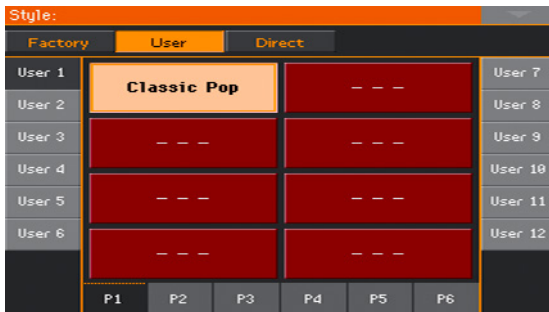 Style:
Factory User Direct
User 1 Classic Pop - - - User 7
User 2 User 8
User 3 - - - - - - User 9
User 4 User 10
User 5 - - - - - - User 11
User 6 User 12
- - - - - -
P1 P2 P3 P4 P5 P6